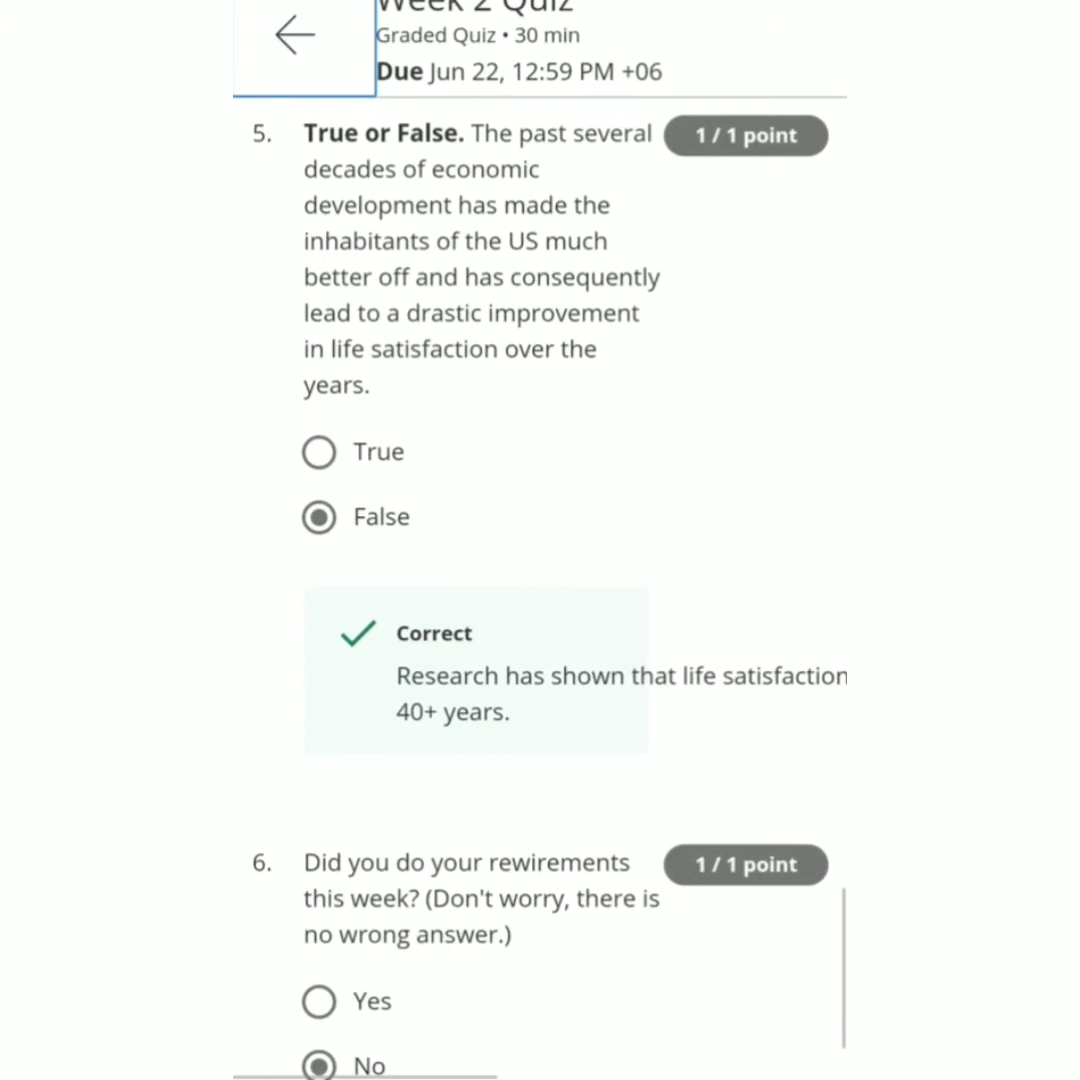 Week 2 Quiz
Graded Quiz • 30 min
Due Jun 22, 12:59 PM +06
5. True or False. The past several 1 / 1 point
decades of economic
development has made the
inhabitants of the US much
better off and has consequently
lead to a drastic improvement
in life satisfaction over the
years.
True
False
Correct
Research has shown that life satisfaction
40+ years.
6. Did you do your rewirements 1 / 1 point
this week? (Don't worry, there is
no wrong answer.)
Yes
No